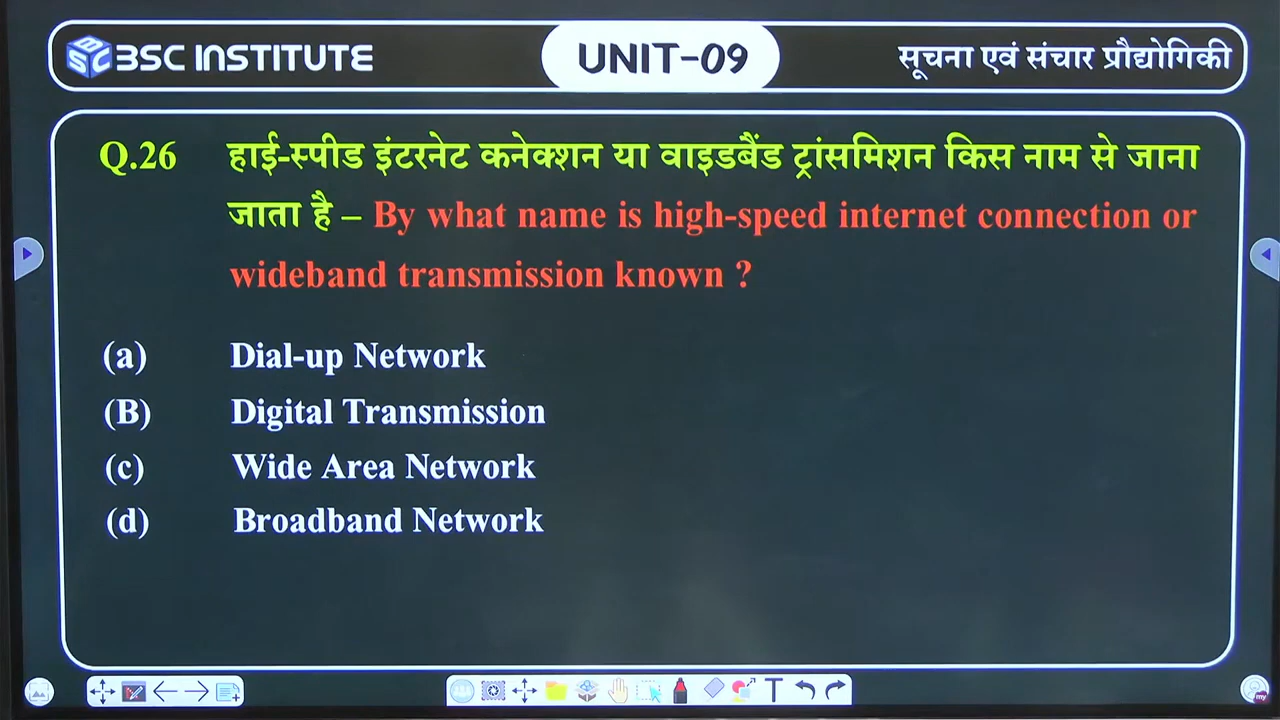 BSC INSTITUTE
UNIT-09
सूचना एवं संचार प्रौद्योगिकी
Q.26 हाई-स्पीड इंटरनेट कनेक्शन या वाइडबैंड ट्रांसमिशन किस नाम से जाना
जाता है – By what name is high-speed internet connection or
wideband transmission known ?
(a) Dial-up Network
(B) Digital Transmission
(c) Wide Area Network
(d) Broadband Network